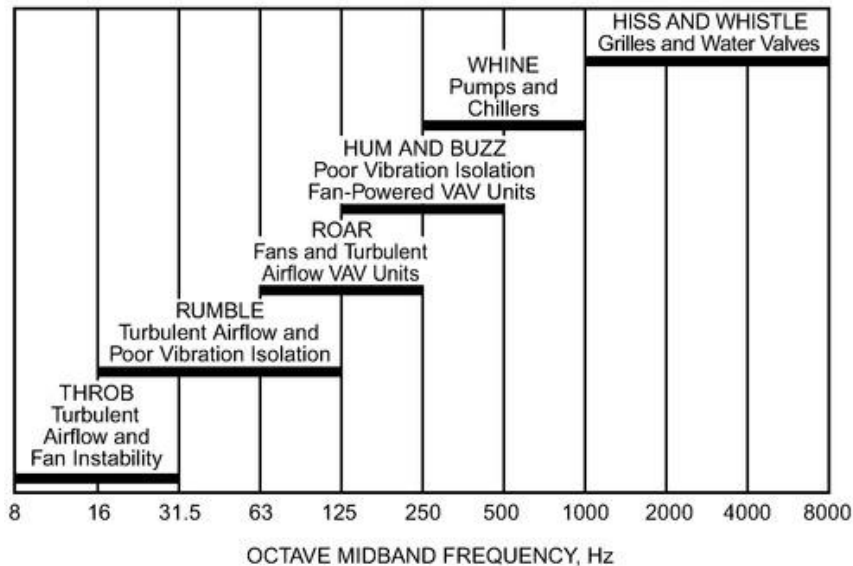 HISS AND WHISTLE
Grilles and Water Valves
WHINE
Pumps and
Chillers
HUM AND BUZZ
Poor Vibration Isolation
Fan-Powered VAV Units
ROAR
Fans and Turbulent
Airflow VAV Units
RUMBLE
Turbulent Airflow and
Poor Vibration Isolation
THROB
Turbulent
Airflow and
Fan Instability
8 16 31.5 63 125 250 500 1000 2000 4000 8000
OCTAVE MIDBAND FREQUENCY, Hz